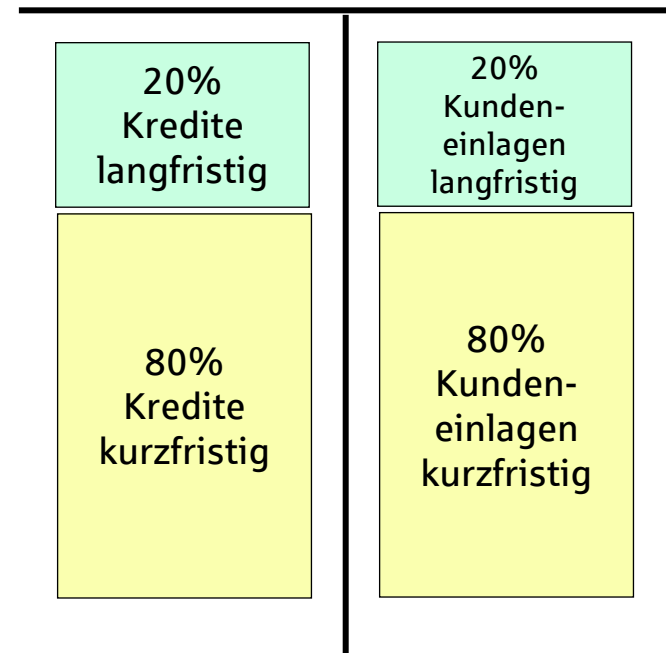 20%
Kredite
langfristig
80%
Kredite
kurzfristig
20%
Kunden-
einlagen
langfristig
80%
Kunden-
einlagen
kurzfristig